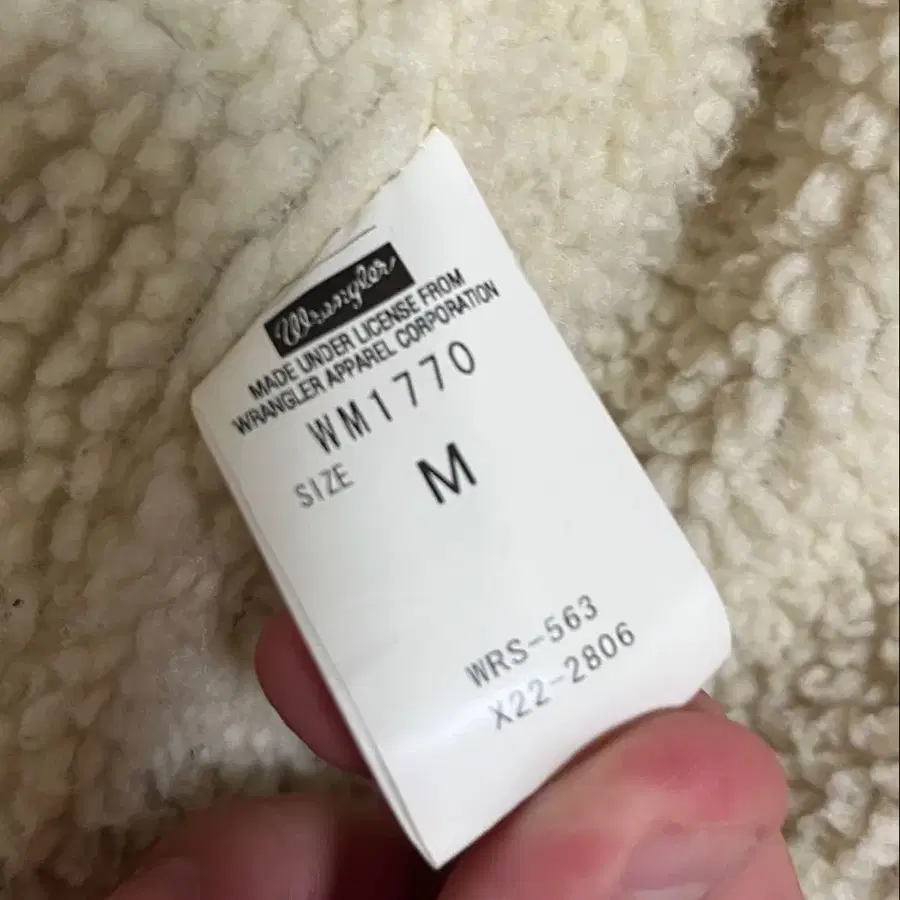 Wrangler
MADE UNDER LICENSE FROM
WRANGLER APPAREL CORPORATION
WM1770
SIZE M
WRS-563
X22-2806